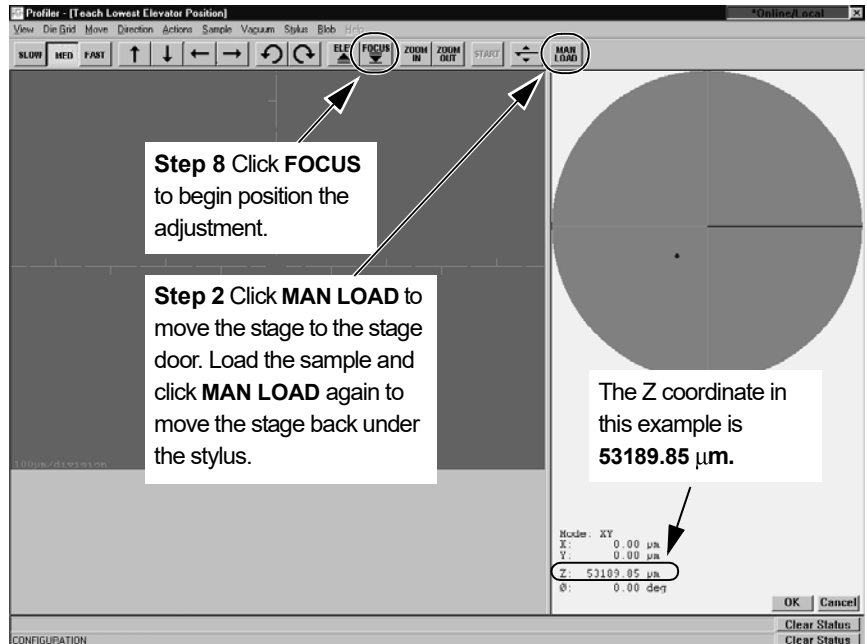 Profiler - [Teach Lowest Elevator Position]
*Online/Local
View Die Grid Move Direction Actions Sample Vacuum Stylus Blob Help
SLOW MED FAST ELEV FOCUS ZOOM IN ZOOM OUT START MAN LOAD
Step 8 Click FOCUS
to begin position the
adjustment.
Step 2 Click MAN LOAD to
move the stage to the stage
door. Load the sample and
click MAN LOAD again to
move the stage back under
the stylus.
The Z coordinate in
this example is
53189.85 μm.
100μm/division
Mode: XY
X: 0.00 μm
Y: 0.00 μm
Z: 53189.85 μm
Ø: 0.00 deg
OK Cancel
Clear Status
CONFIGURATION
Clear Status